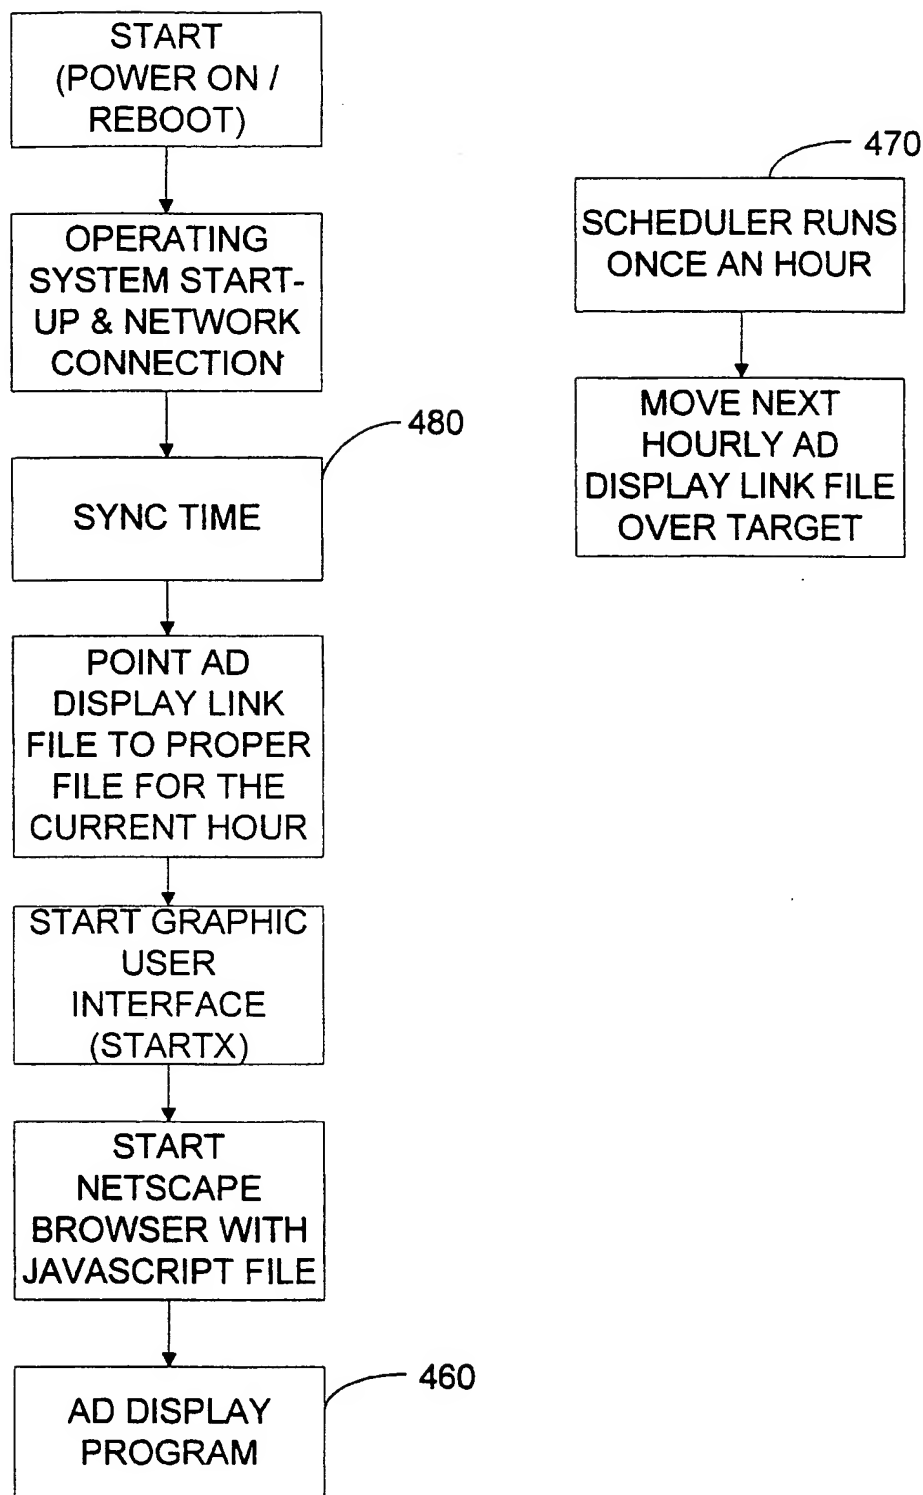 START
(POWER ON /
REBOOT)
OPERATING
SYSTEM START-
UP & NETWORK
CONNECTION
480
SYNC TIME
POINT AD
DISPLAY LINK
FILE TO PROPER
FILE FOR THE
CURRENT HOUR
START GRAPHIC
USER
INTERFACE
(STARTX)
START
NETSCAPE
BROWSER WITH
JAVASCRIPT FILE
460
AD DISPLAY
PROGRAM
470
SCHEDULER RUNS
ONCE AN HOUR
MOVE NEXT
HOURLY AD
DISPLAY LINK FILE
OVER TARGET